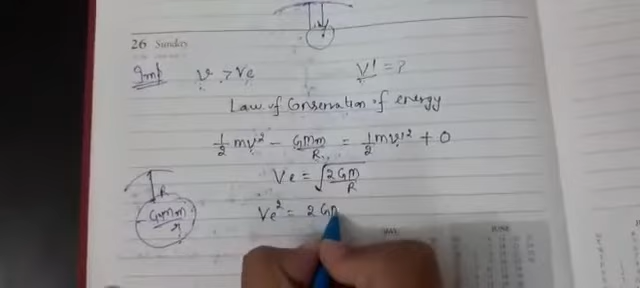 26 Sunday
Imp v > Ve V' = ?
Law of Conservation of energy
1/2 mv² - GMm/R = 1/2 mv'² + 0
R
Ve = √2GM/R
GMm/r
Ve² = 2GM
JUNE